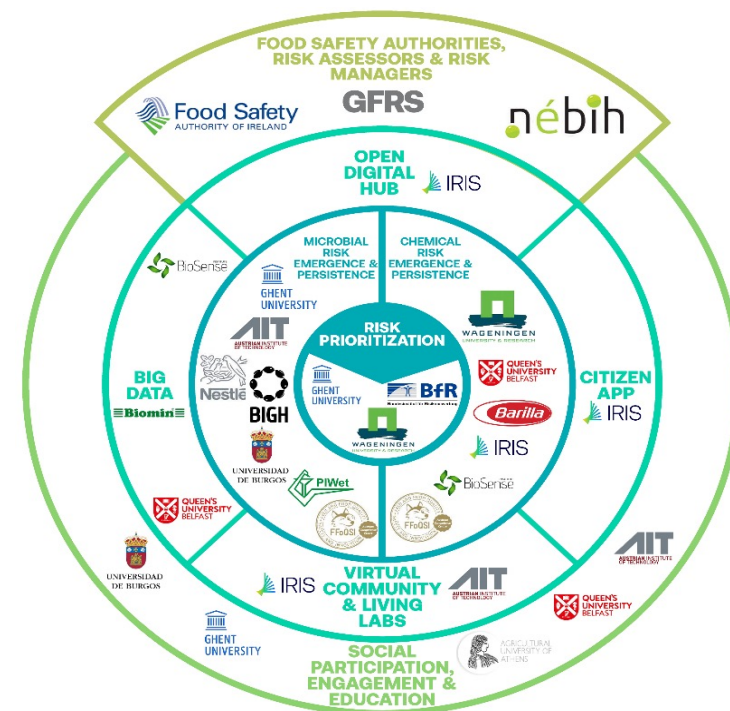 FOOD SAFETY AUTHORITIES,
RISK ASSESSORS & RISK
MANAGERS
GFRS
Food Safety
AUTHORITY OF IRELAND
nébih
OPEN
DIGITAL
HUB
IRIS
MICROBIAL
RISK
EMERGENCE &
PERSISTENCE
CHEMICAL
RISK
EMERGENCE &
PERSISTENCE
BioSense
GHENT
UNIVERSITY
AIT
AUSTRIAN INSTITUTE
OF TECHNOLOGY
WAGENINGEN
UNIVERSITY & RESEARCH
RISK
PRIORITIZATION
Nestlé
BIGH
GHENT
UNIVERSITY
BfR
WAGENINGEN
UNIVERSITY & RESEARCH
QUEEN'S
UNIVERSITY
BELFAST
Barilla
IRIS
BIG
DATA
Biomin
CITIZEN
APP
IRIS
UNIVERSIDAD
DE BURGOS
PIWet
FFoQSI
FFoQSI
BioSense
QUEEN'S
UNIVERSITY
BELFAST
UNIVERSIDAD
DE BURGOS
IRIS
VIRTUAL
COMMUNITY
& LIVING
LABS
AIT
AUSTRIAN INSTITUTE
OF TECHNOLOGY
AIT
AUSTRIAN INSTITUTE
OF TECHNOLOGY
QUEEN'S
UNIVERSITY
BELFAST
GHENT
UNIVERSITY
AGRICULTURAL
UNIVERSITY OF
ATHENS
SOCIAL
PARTICIPATION,
ENGAGEMENT &
EDUCATION